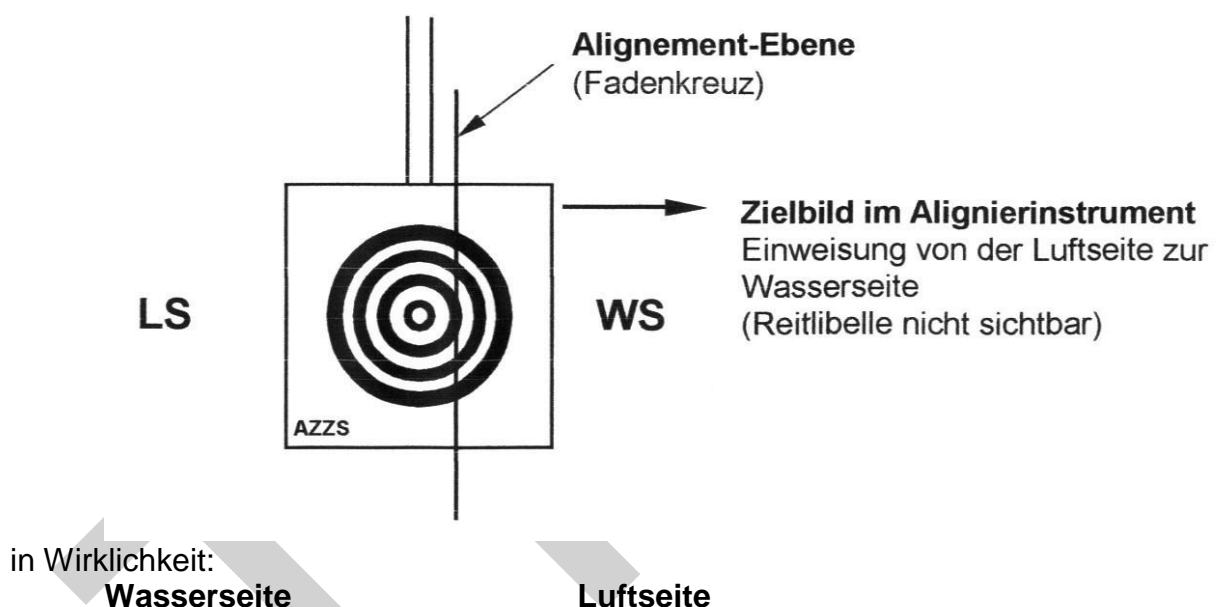 Alignement-Ebene
(Fadenkreuz)
Zielbild im Alignierinstrument
Einweisung von der Luftseite zur
Wasserseite
(Reitlibelle nicht sichtbar)
LS
WS
AZZS
in Wirklichkeit:
Wasserseite Luftseite